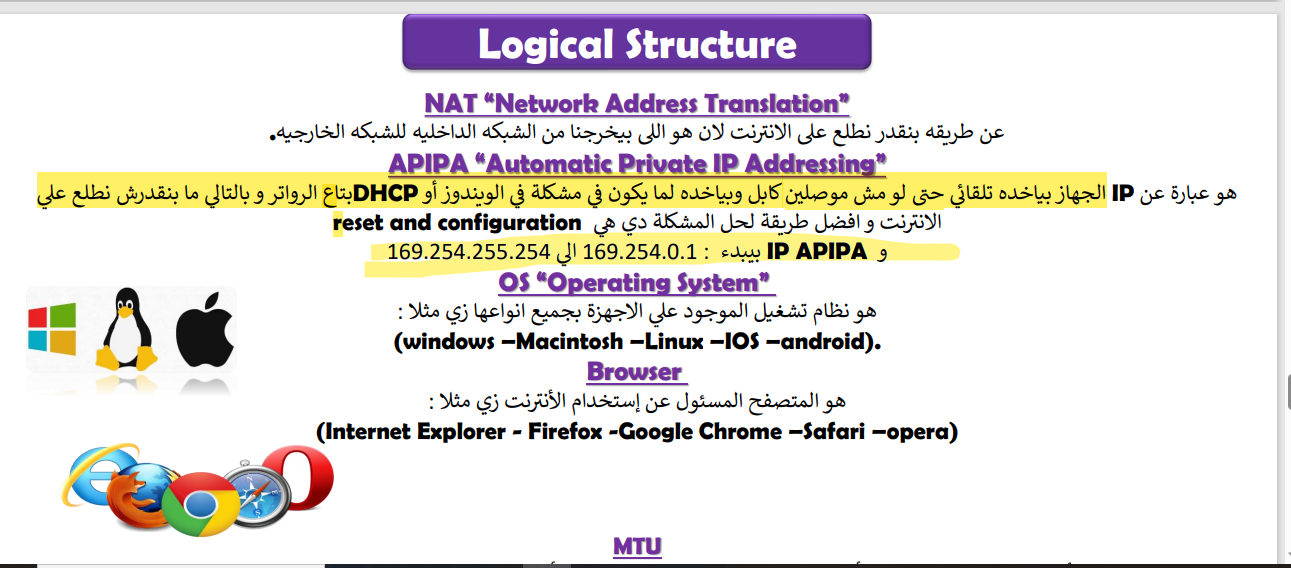 Logical Structure
NAT “Network Address Translation”
عن طريقه بنقدر نطلع على الانترنت لان هو اللى بيخرجنا من الشبكه الداخليه للشبكه الخارجيه.
APIPA “Automatic Private IP Addressing”
هو عبارة عن IP الجهاز بياخده تلقائي حتى لو مش موصلين كابل وبياخده لما يكون في مشكلة في الويندوز أو DHCP بتاع الرواتر و بالتالي ما بنقدرش نطلع علي
الانترنت و افضل طريقة لحل المشكلة دي هي reset and configuration
و IP APIPA بيبدء : 169.254.0.1 الي 169.254.255.254
OS “Operating System”
هو نظام تشغيل الموجود علي الاجهزة بجميع انواعها زي مثلا :
(windows –Macintosh –Linux –IOS –android).
Browser
هو المتصفح المسئول عن إستخدام الأنترنت زي مثلا :
(Internet Explorer - Firefox -Google Chrome –Safari –opera)
MTU